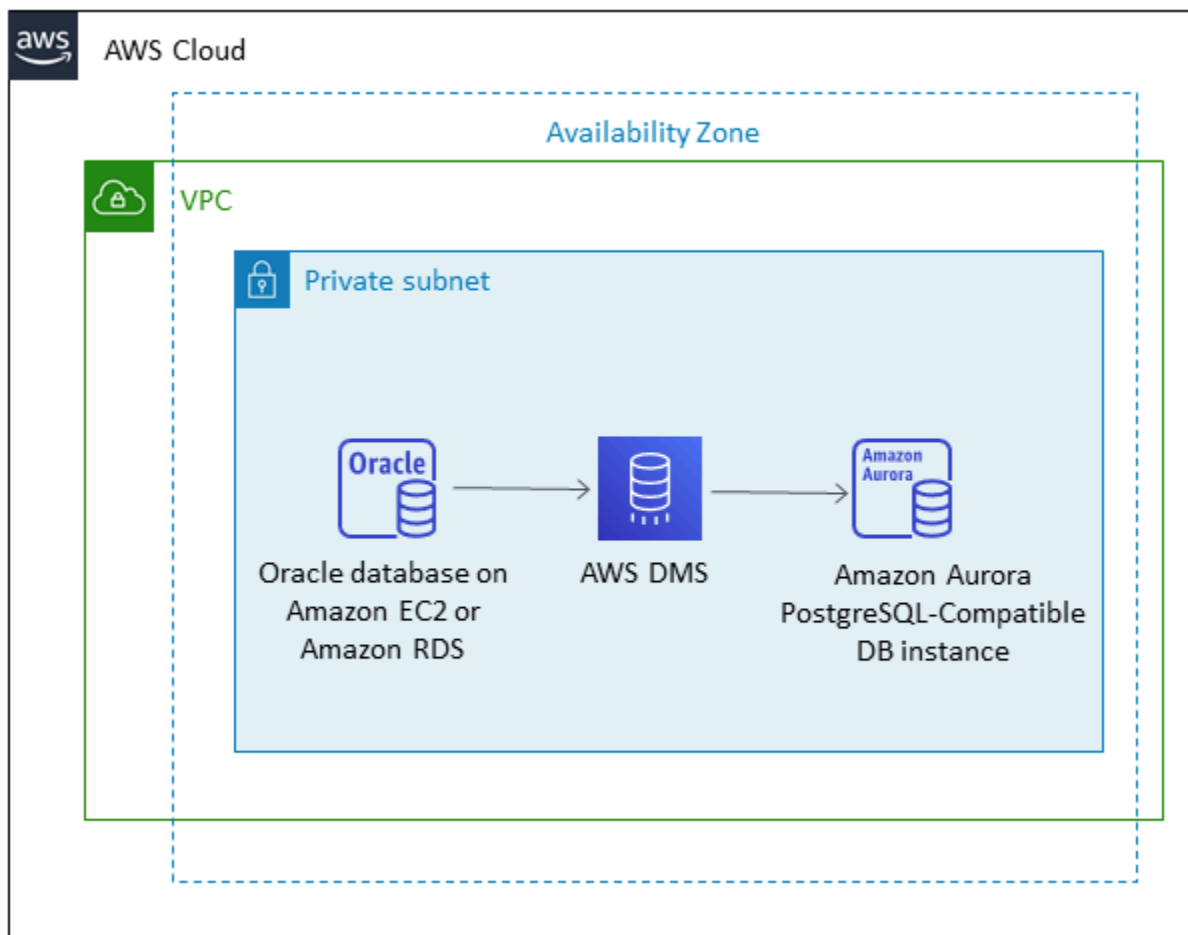 aws
AWS Cloud
Availability Zone
VPC
Private subnet
Oracle
Oracle database on
Amazon EC2 or
Amazon RDS
AWS DMS
Amazon
Aurora
Amazon Aurora
PostgreSQL-Compatible
DB instance